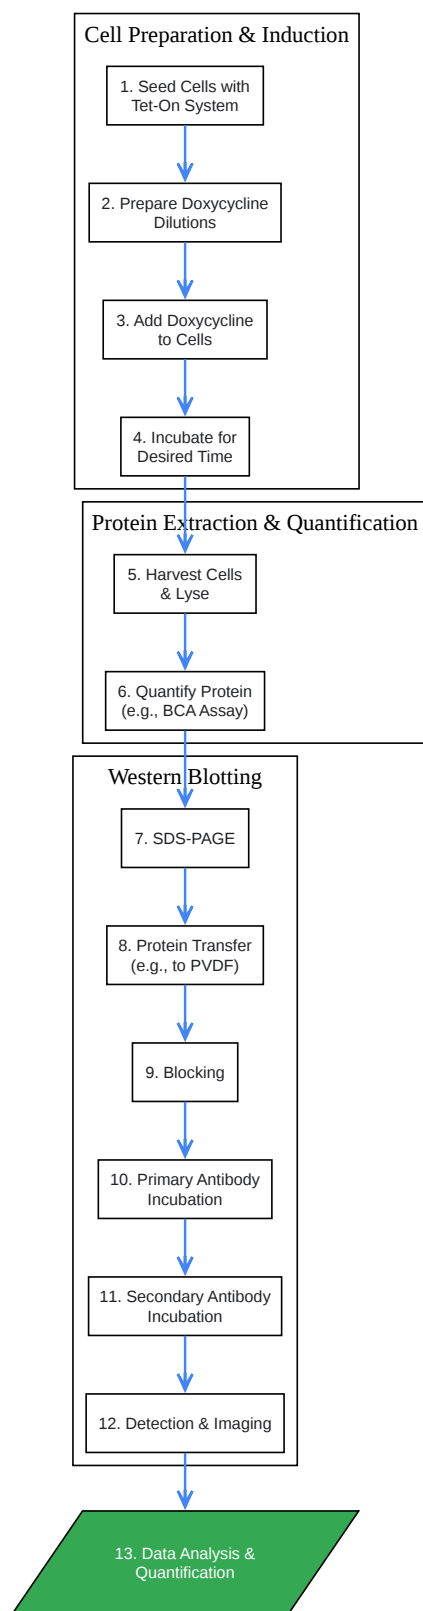 Cell Preparation & Induction
1. Seed Cells with
Tet-On System
2. Prepare Doxycycline
Dilutions
3. Add Doxycycline
to Cells
4. Incubate for
Desired Time
Protein Extraction & Quantification
5. Harvest Cells
& Lyse
6. Quantify Protein
(e.g., BCA Assay)
Western Blotting
7. SDS-PAGE
8. Protein Transfer
(e.g., to PVDF)
9. Blocking
10. Primary Antibody
Incubation
11. Secondary Antibody
Incubation
12. Detection & Imaging
13. Data Analysis &
Quantification